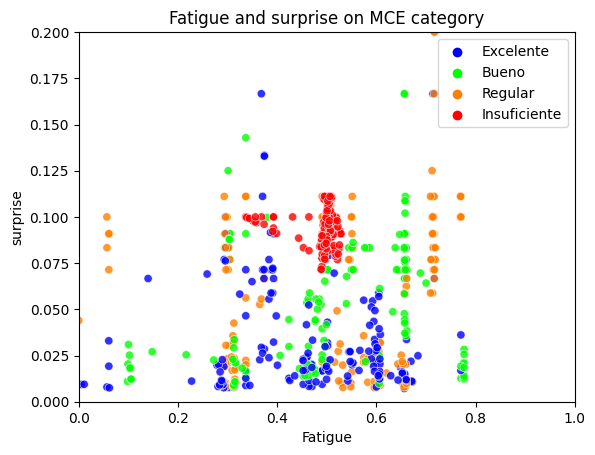 Fatigue and surprise on MCE category
Excelente
Bueno
Regular
Insuficiente
surprise
0.200
0.175
0.150
0.125
0.100
0.075
0.050
0.025
0.000
0.0 0.2 0.4 0.6 0.8 1.0
Fatigue